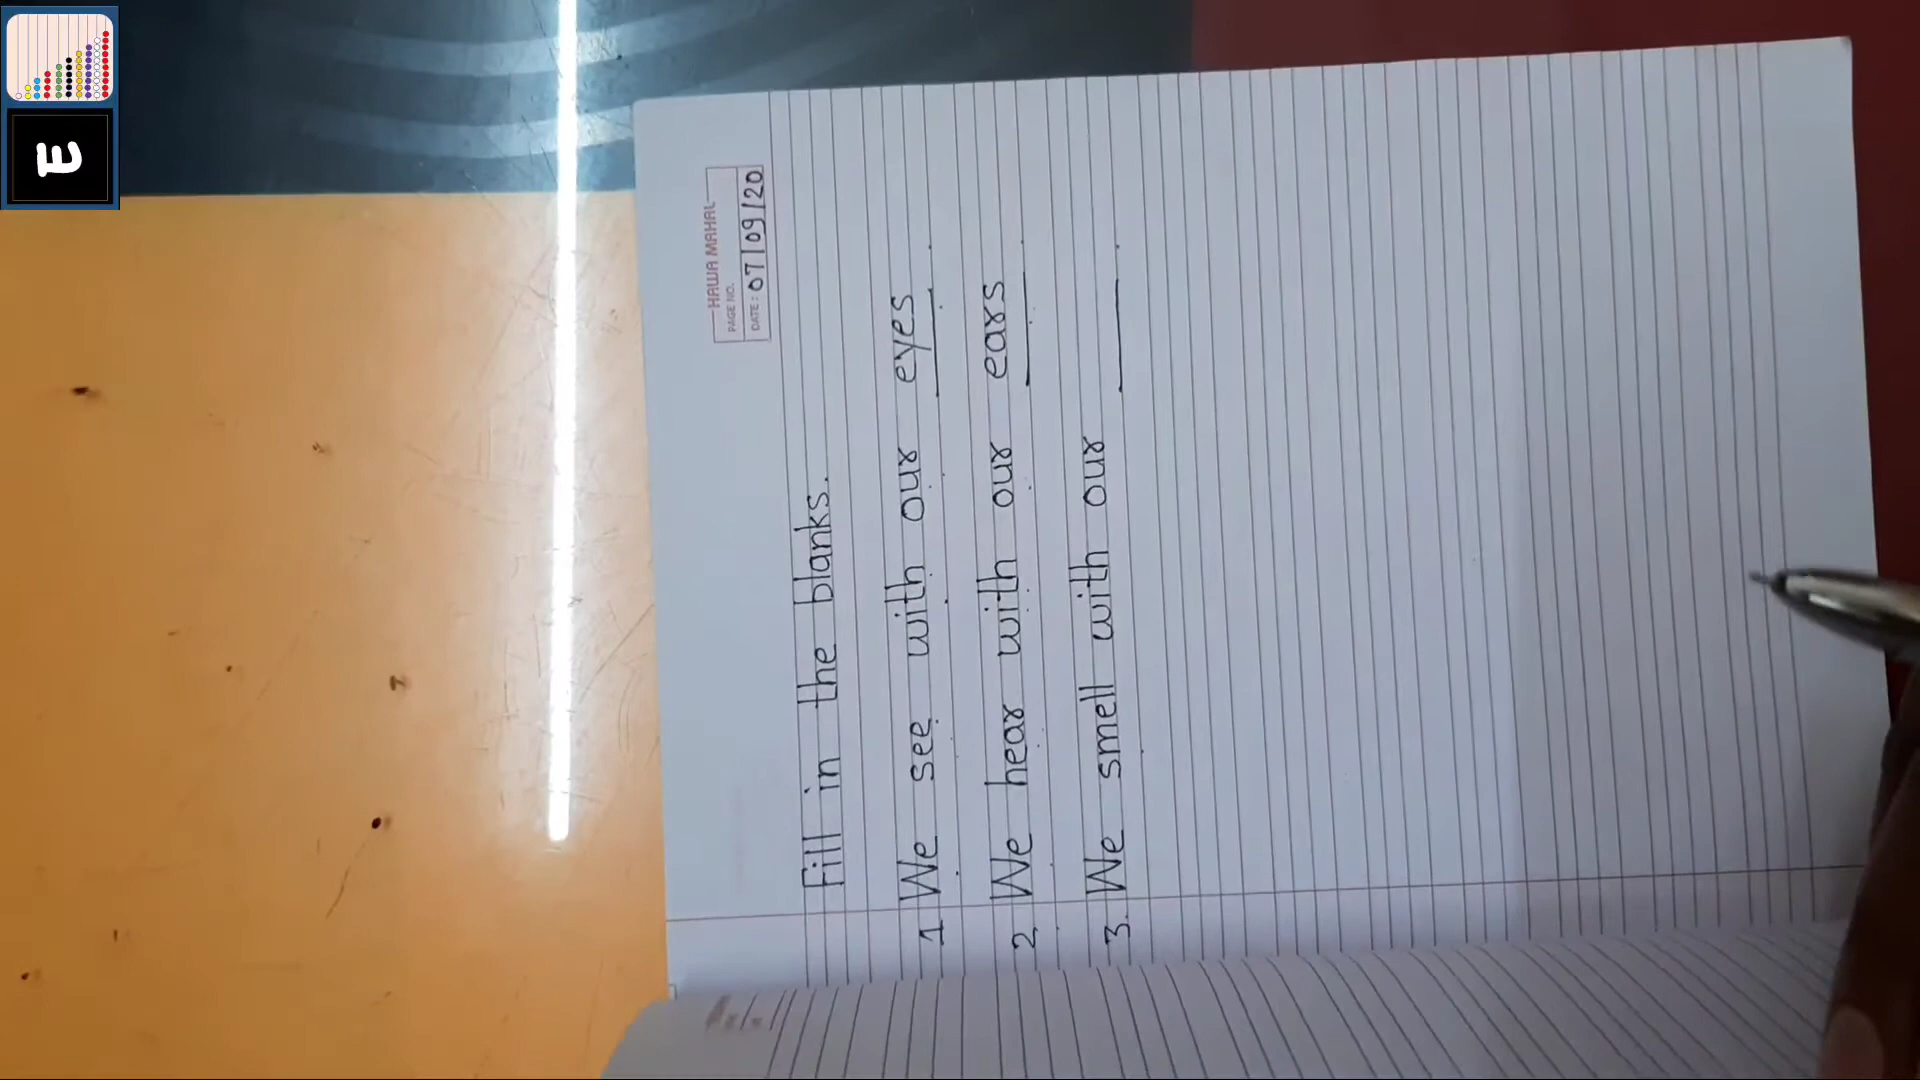 HAWA MAHAL
PAGE NO.
DATE: 07/09/20
Fill in the blanks.
1 We see with our eyes.
2 We hear with our ears.
3. We smell with our ____.